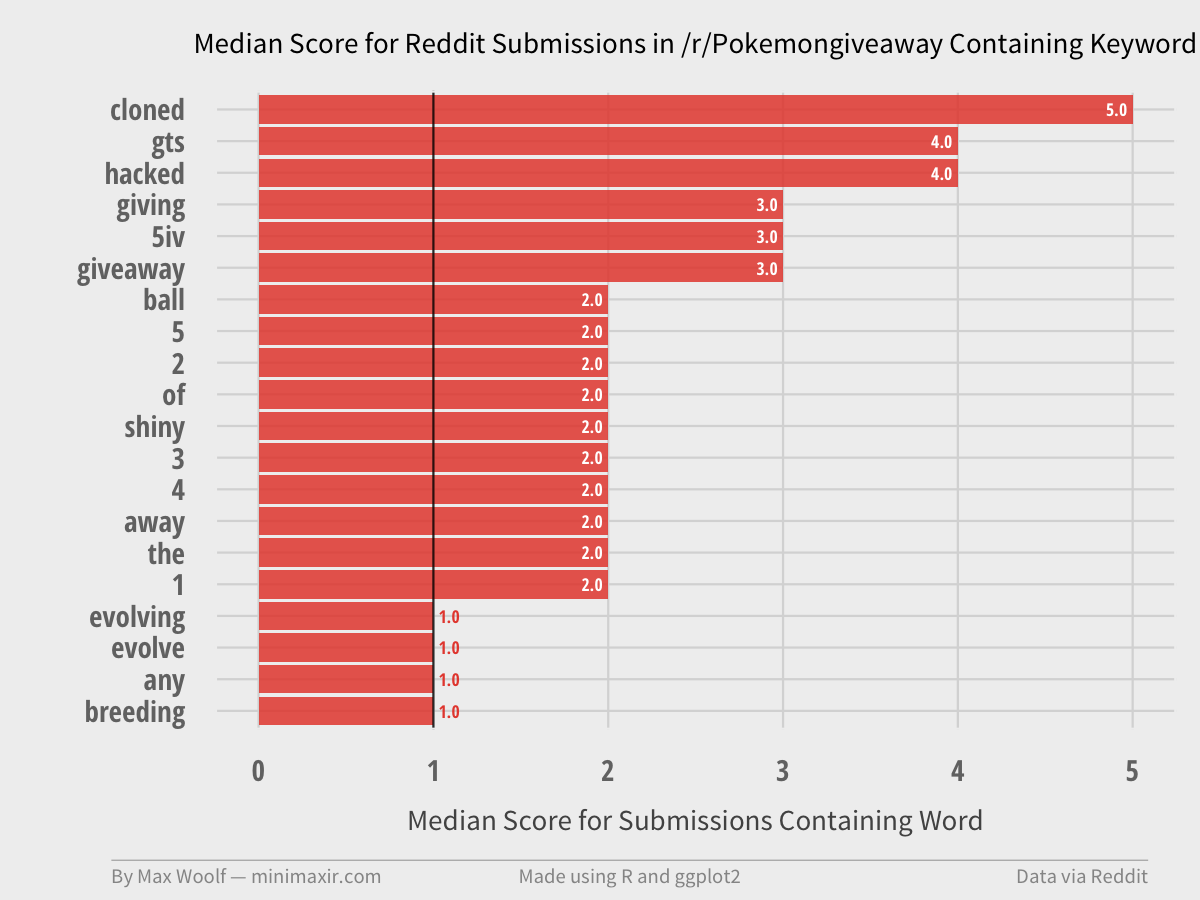 Median Score for Reddit Submissions in /r/Pokemongiveaway Containing Keyword
cloned 5.0
gts 4.0
hacked 4.0
giving 3.0
5iv 3.0
giveaway 3.0
ball 2.0
5 2.0
2 2.0
of 2.0
shiny 2.0
3 2.0
4 2.0
away 2.0
the 2.0
1 2.0
evolving 1.0
evolve 1.0
any 1.0
breeding 1.0
0 1 2 3 4 5
Median Score for Submissions Containing Word
By Max Woolf — minimaxir.com Made using R and ggplot2 Data via Reddit